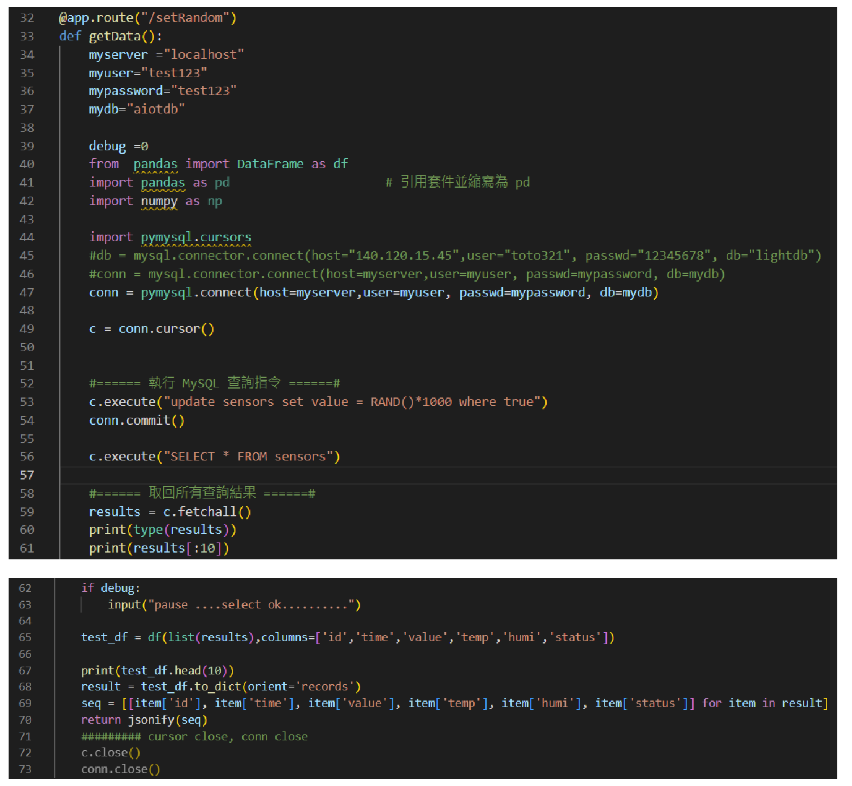 32 @app.route("/setRandom")
33 def getData():
34     myserver ="localhost"
35     myuser="test123"
36     mypassword="test123"
37     mydb="aiotdb"
38
39     debug =0
40     from  pandas import DataFrame as df
41     import pandas as pd                     # 引用套件並縮寫為 pd
42     import numpy as np
43
44     import pymysql.cursors
45     #db = mysql.connector.connect(host="140.120.15.45",user="toto321", passwd="12345678", db="lightdb")
46     #conn = mysql.connector.connect(host=myserver,user=myuser, passwd=mypassword, db=mydb)
47     conn = pymysql.connect(host=myserver,user=myuser, passwd=mypassword, db=mydb)
48
49     c = conn.cursor()
50
51
52     #====== 執行 MySQL 查詢指令 ======#
53     c.execute("update sensors set value = RAND()*1000 where true")
54     conn.commit()
55
56     c.execute("SELECT * FROM sensors")
57
58     #====== 取回所有查詢結果 ======#
59     results = c.fetchall()
60     print(type(results))
61     print(results[:10])
62     if debug:
63         input("pause ....select ok..........")
64
65     test_df = df(list(results),columns=['id','time','value','temp','humi','status'])
66
67     print(test_df.head(10))
68     result = test_df.to_dict(orient='records')
69     seq = [[item['id'], item['time'], item['value'], item['temp'], item['humi'], item['status']] for item in result]
70     return jsonify(seq)
71     ######### cursor close, conn close
72     c.close()
73     conn.close()